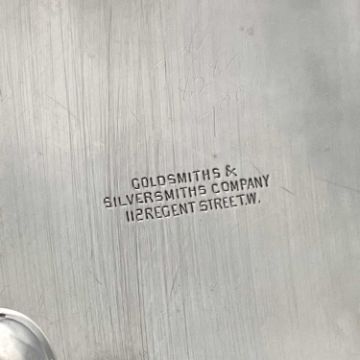 GOLDSMITHS &
SILVERSMITHS COMPANY
112 REGENT STREET.W.